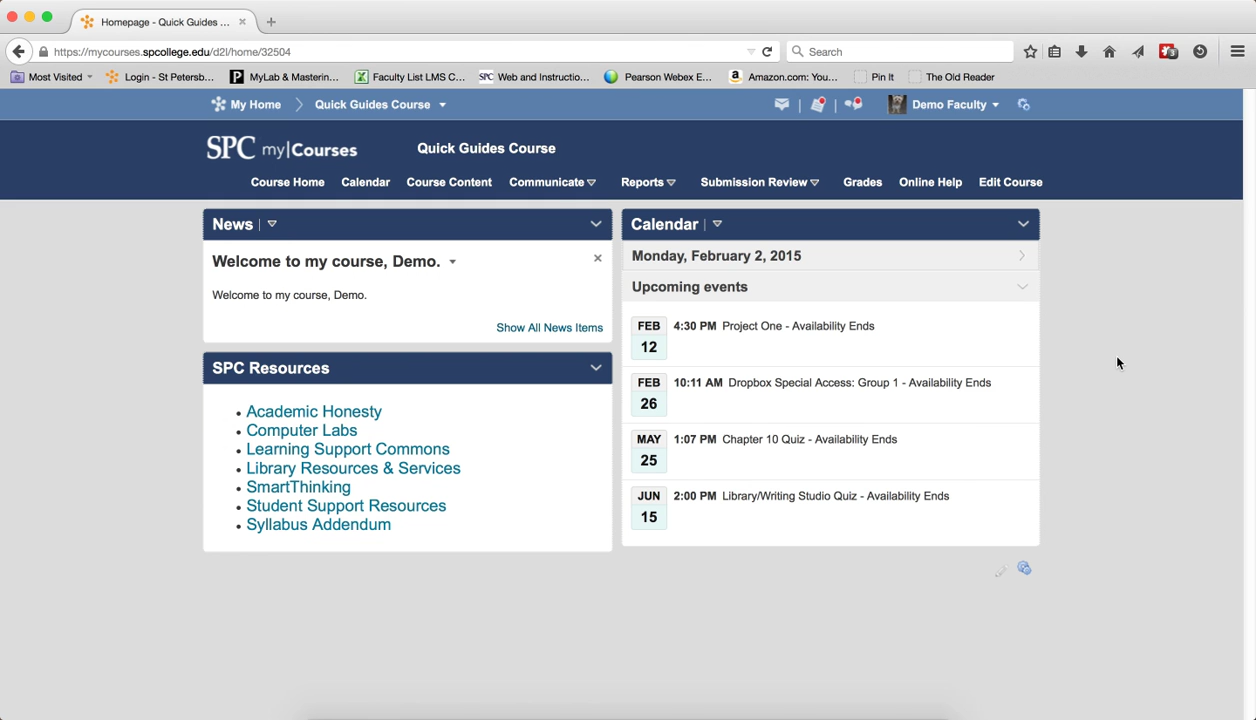 Homepage - Quick Guides ...
https://mycourses.spcollege.edu/d2l/home/32504
Search
3
Most Visited
Login - St Petersb...
P MyLab & Mastering...
Faculty List LMS C...
SPC Web and Instructio...
Pearson Webex E...
a Amazon.com: You...
Pin It
The Old Reader
My Home
Quick Guides Course
Demo Faculty
SPC my|Courses
Quick Guides Course
Course Home
Calendar
Course Content
Communicate
Reports
Submission Review
Grades
Online Help
Edit Course
News
Welcome to my course, Demo.
Welcome to my course, Demo.
Show All News Items
SPC Resources
Academic Honesty
Computer Labs
Learning Support Commons
Library Resources & Services
SmartThinking
Student Support Resources
Syllabus Addendum
Calendar
Monday, February 2, 2015
Upcoming events
FEB
12
4:30 PM Project One - Availability Ends
FEB
26
10:11 AM Dropbox Special Access: Group 1 - Availability Ends
MAY
25
1:07 PM Chapter 10 Quiz - Availability Ends
JUN
15
2:00 PM Library/Writing Studio Quiz - Availability Ends